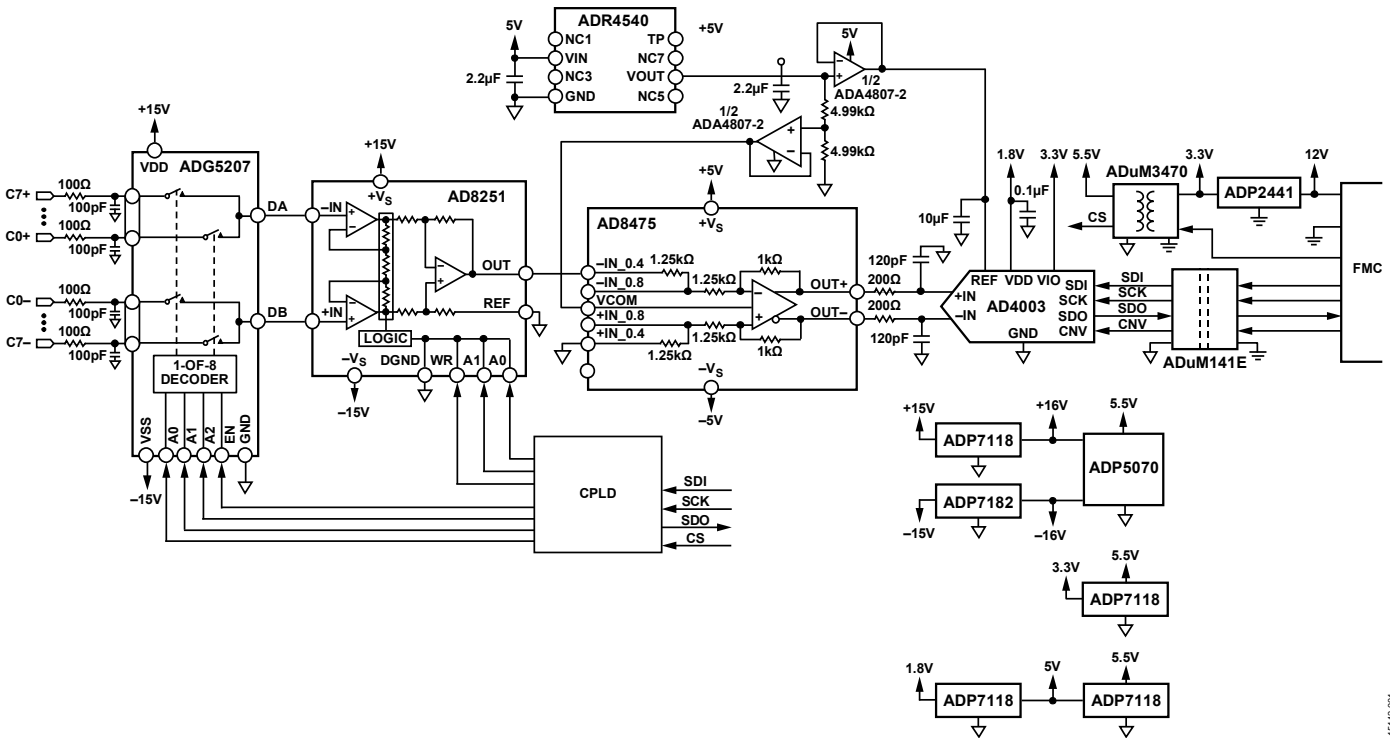 ADR4540
5V
NC1
VIN
NC3
GND
TP
NC7
VOUT
NC5
2.2µF
+5V
5V
1/2
ADA4807-2
2.2µF
4.99kΩ
4.99kΩ
1/2
ADA4807-2
+15V
VDD
ADG5207
C7+
100Ω
100pF
C0+
100Ω
100pF
C0–
100Ω
100pF
C7–
100Ω
100pF
1-OF-8
DECODER
VSS
A0
A1
A2
EN
GND
–15V
DA
DB
+15V
+VS
AD8251
–IN
+IN
OUT
REF
LOGIC
–VS
DGND
WR
A1
A0
–15V
+5V
+VS
AD8475
–IN_0.4
–IN_0.8
VCOM
+IN_0.8
+IN_0.4
1.25kΩ
1.25kΩ
1kΩ
1.25kΩ
1.25kΩ
1kΩ
OUT+
OUT–
–VS
–5V
120pF
200Ω
200Ω
120pF
10µF
1.8V
0.1µF
3.3V
REF
VDD
VIO
+IN
–IN
AD4003
GND
SDI
SCK
SDO
CNV
SDI
SCK
SDO
CNV
5.5V
ADuM3470
CS
3.3V
ADP2441
12V
FMC
ADuM141E
CPLD
SDI
SCK
SDO
CS
+15V
ADP7118
+16V
5.5V
ADP5070
–15V
ADP7182
–16V
3.3V
5.5V
ADP7118
1.8V
ADP7118
5V
5.5V
ADP7118